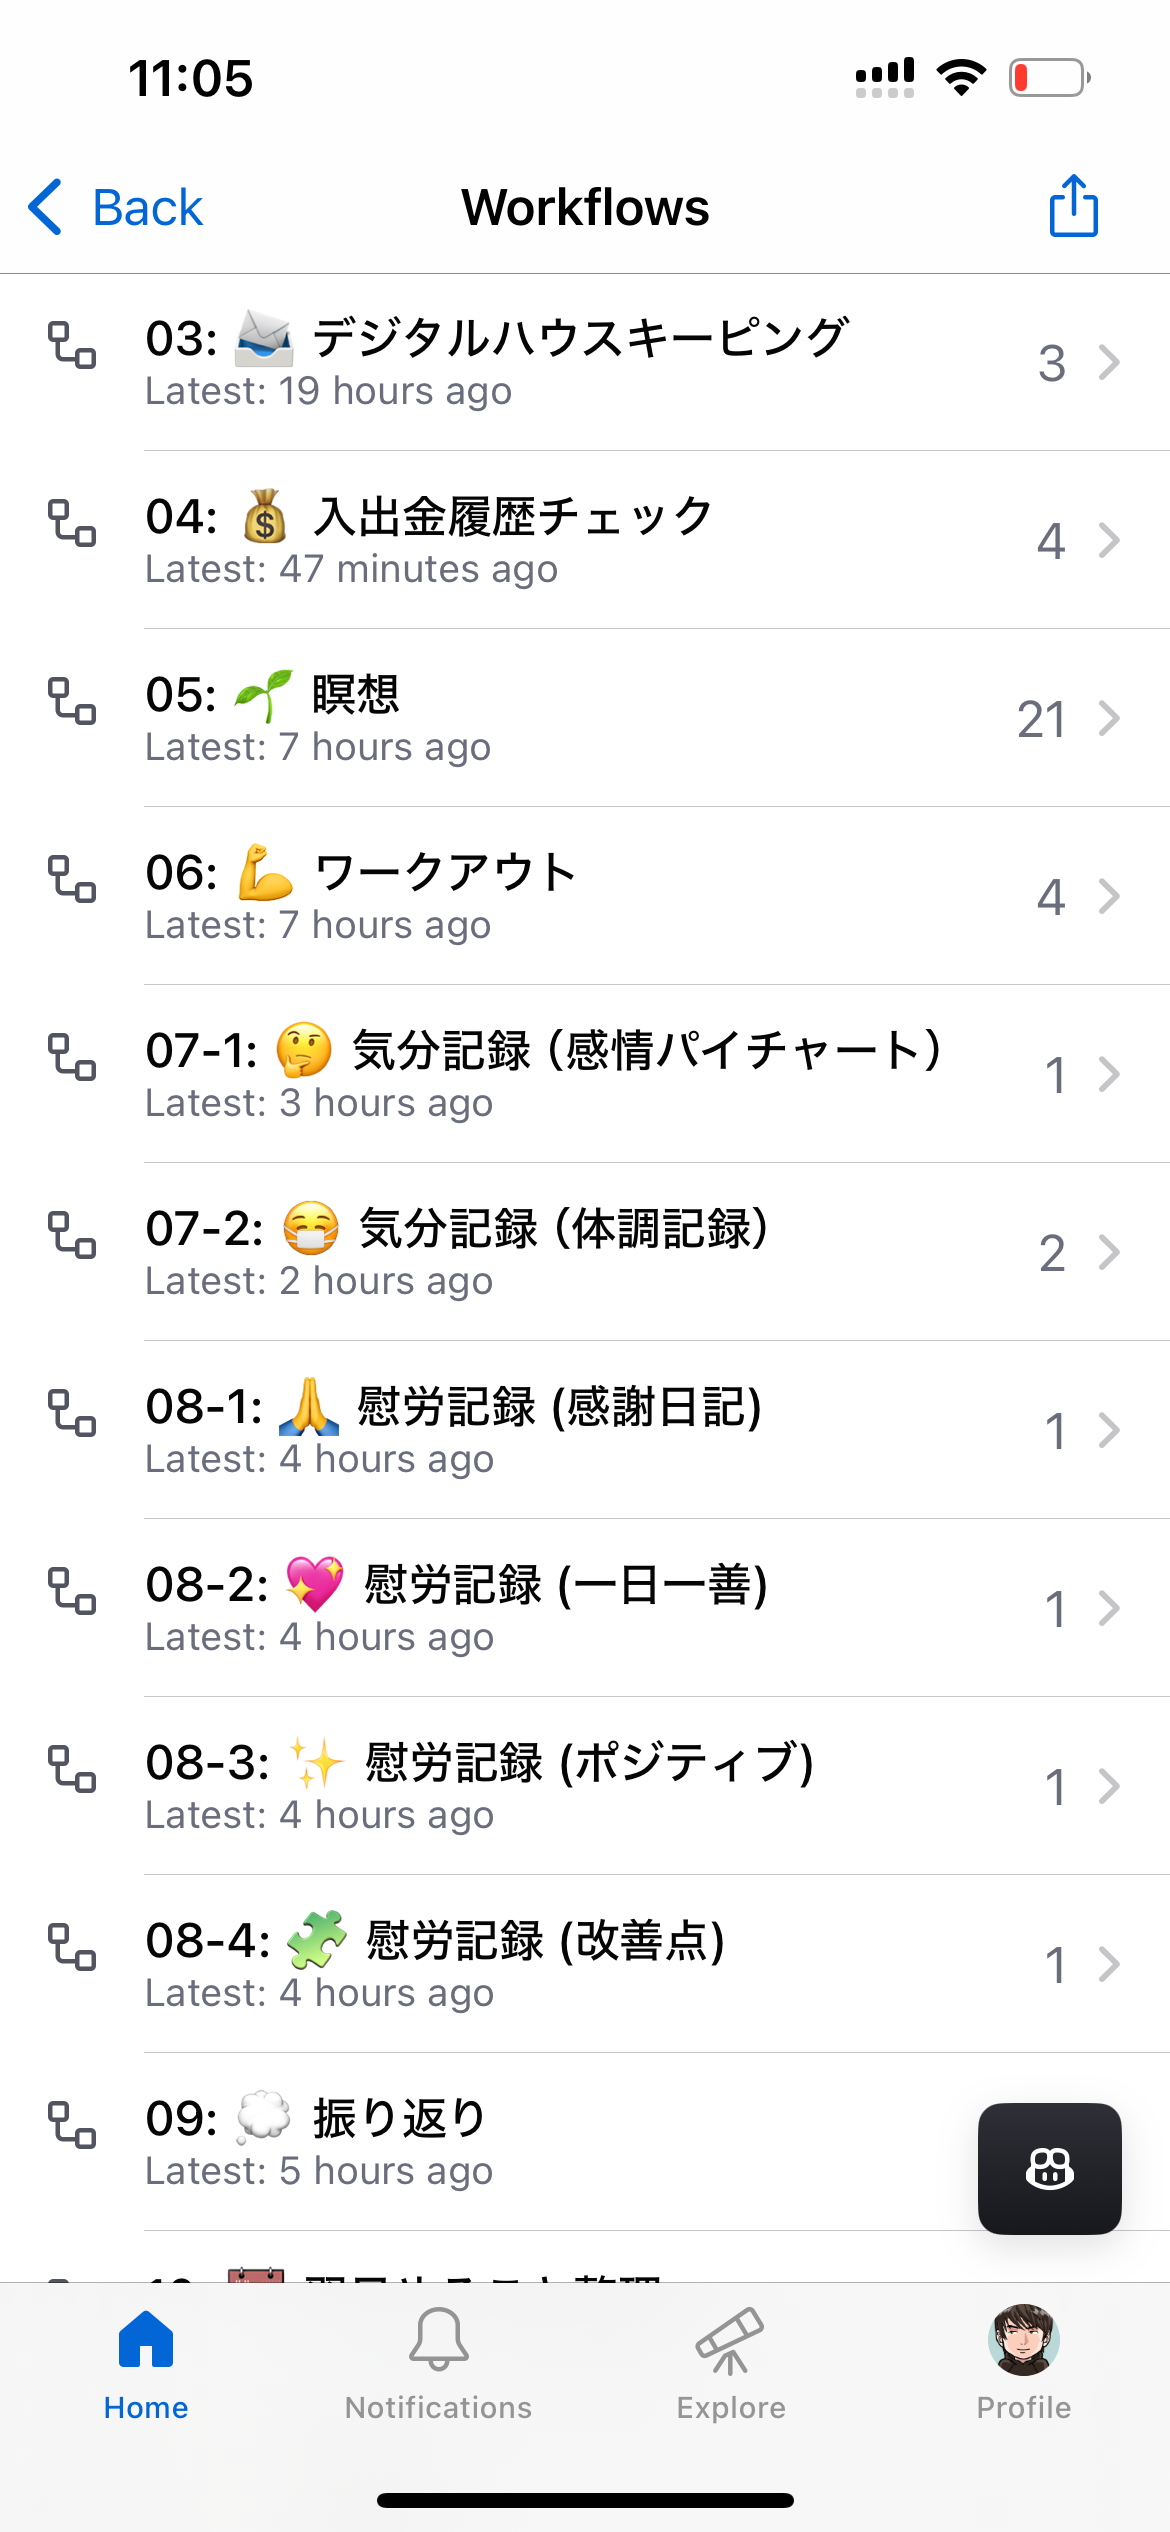 11:05
Back
Workflows
03: 📨 デジタルハウスキーピング
Latest: 19 hours ago
3
04: 💰 入出金履歴チェック
Latest: 47 minutes ago
4
05: 🌱 瞑想
Latest: 7 hours ago
21
06: 💪 ワークアウト
Latest: 7 hours ago
4
07-1: 🤔 気分記録（感情パイチャート）
Latest: 3 hours ago
1
07-2: 😷 気分記録（体調記録）
Latest: 2 hours ago
2
08-1: 🙏 慰労記録 (感謝日記)
Latest: 4 hours ago
1
08-2: 💖 慰労記録 (一日一善)
Latest: 4 hours ago
1
08-3: ✨ 慰労記録 (ポジティブ)
Latest: 4 hours ago
1
08-4: 🧩 慰労記録 (改善点)
Latest: 4 hours ago
1
09: 💭 振り返り
Latest: 5 hours ago
Home
Notifications
Explore
Profile